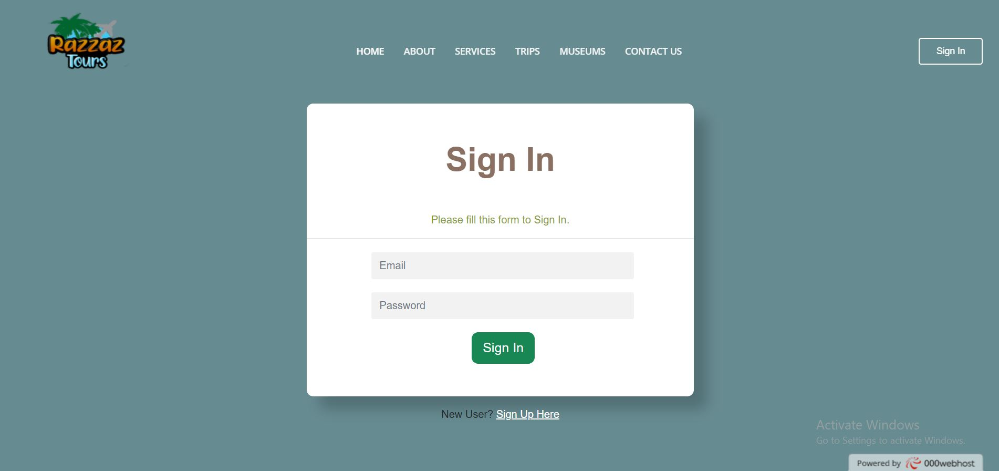 Razzaz
Tours
HOME ABOUT SERVICES TRIPS MUSEUMS CONTACT US
Sign In
Sign In
Please fill this form to Sign In.
Email
Password
Sign In
New User? Sign Up Here
Activate Windows
Go to Settings to activate Windows.
Powered by 000webhost